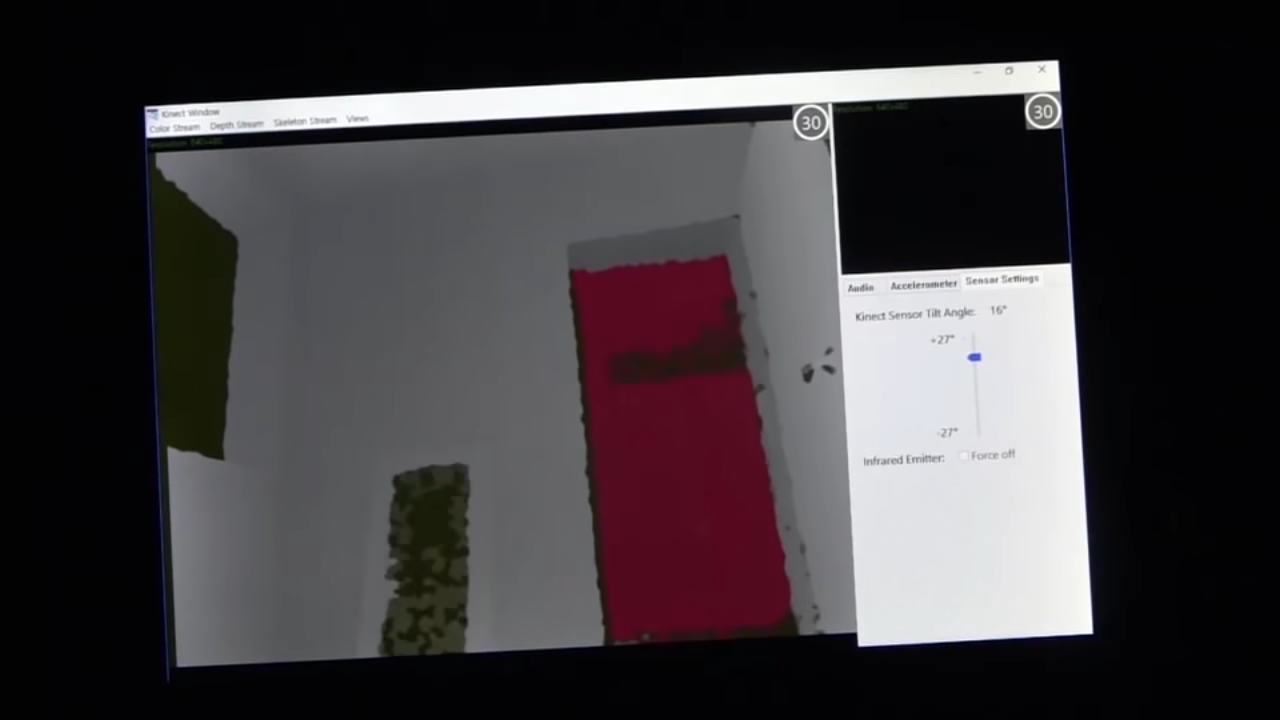 Kinect Window
Color Stream Depth Stream Skeleton Stream Views
30
30
Audio Accelerometer Sensor Settings
Kinect Sensor Tilt Angle: 16°
+27°
-27°
Infrared Emitter: Force off